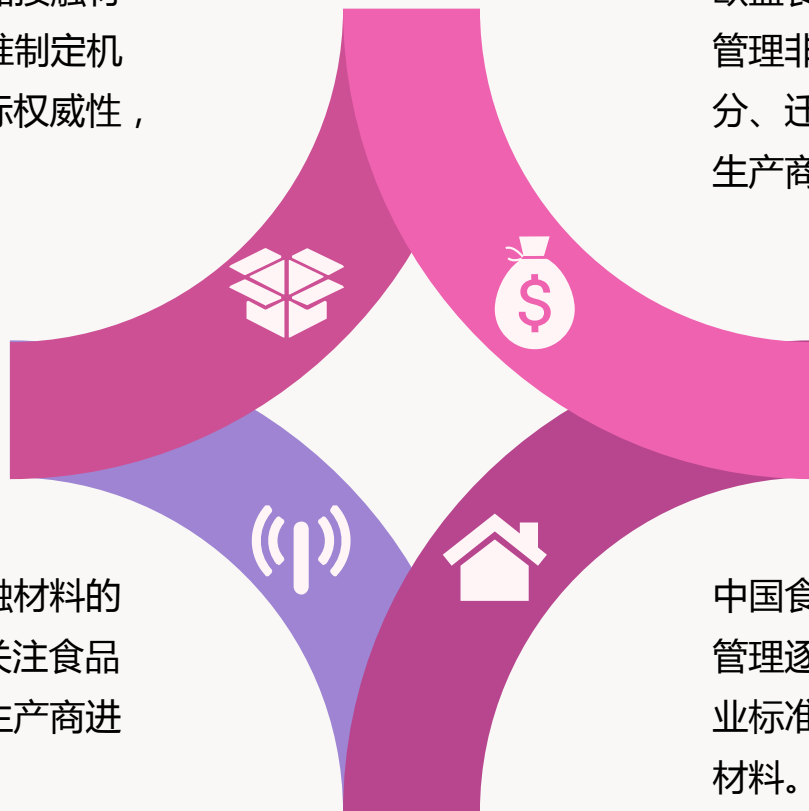 准制定机
际权威性，
管理非
分、迁
生产商
触材料的
关注食品
生产商进
中国食
管理逐
业标准
材料。
$